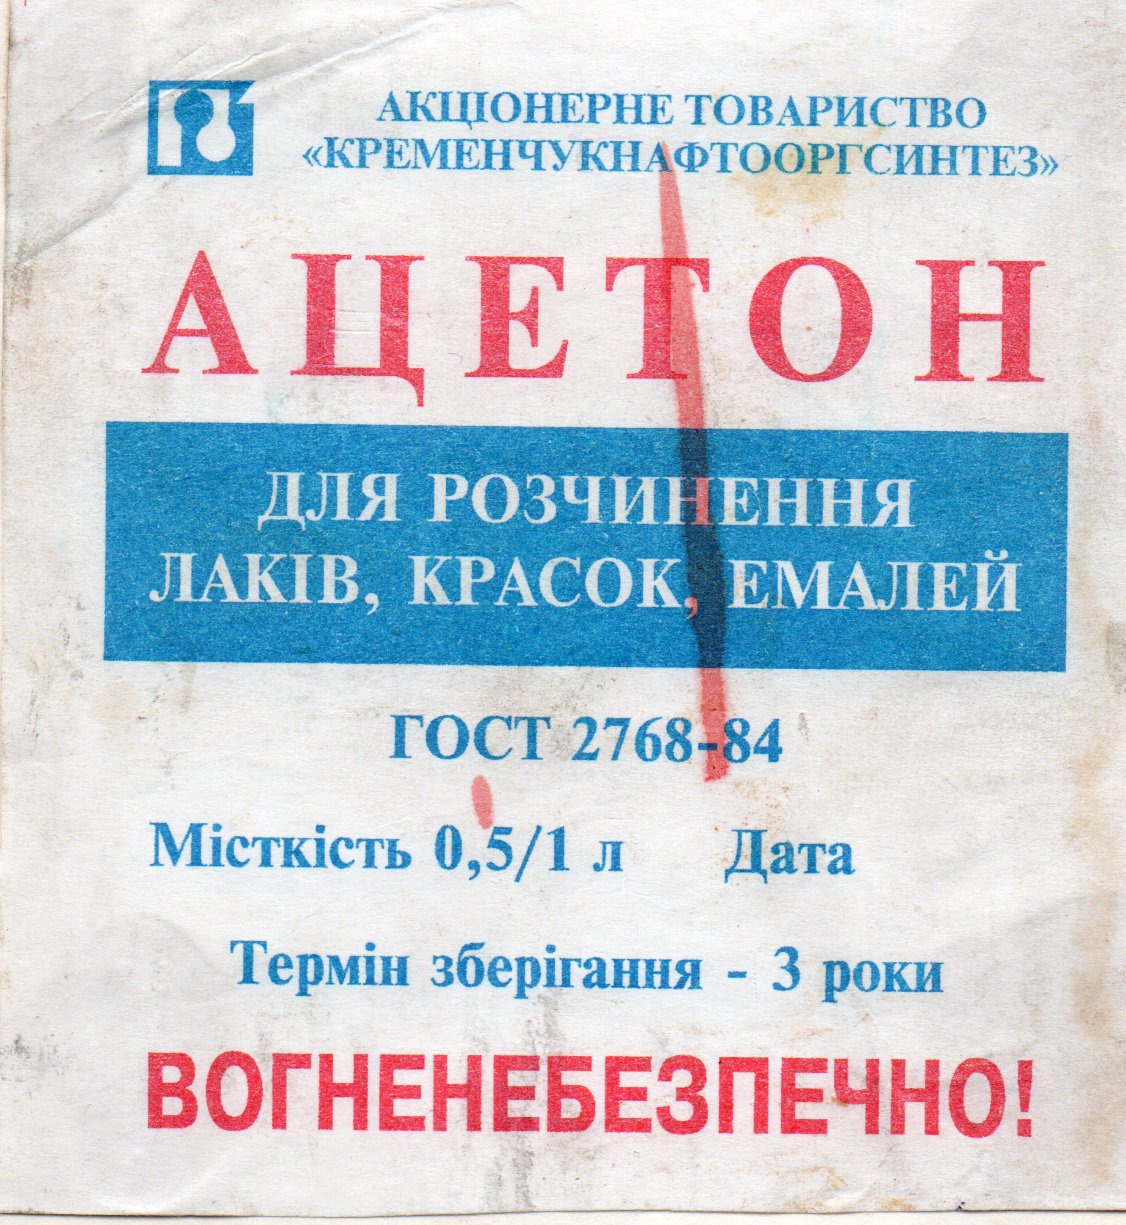 АКЦІОНЕРНЕ ТОВАРИСТВО
«КРЕМЕНЧУКНАФТООРГСИНТЕЗ»
АЦЕТОН
ДЛЯ РОЗЧИНЕННЯ
ЛАКІВ, КРАСОК, ЕМАЛЕЙ
ГОСТ 2768-84
Місткість 0,5/1 л Дата
Термін зберігання - 3 роки
ВОГНЕНЕБЕЗПЕЧНО!